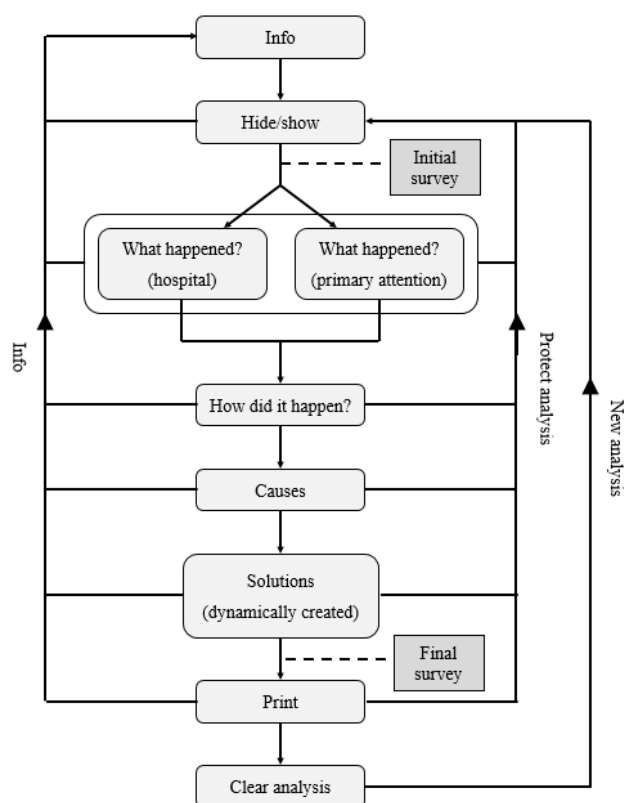 Info
Hide/show
Initial
survey
What happened?
(hospital)
What happened?
(primary attention)
Info
Protect analysis
New analysis
How did it happen?
Causes
Solutions
(dynamically created)
Final
survey
Print
Clear analysis